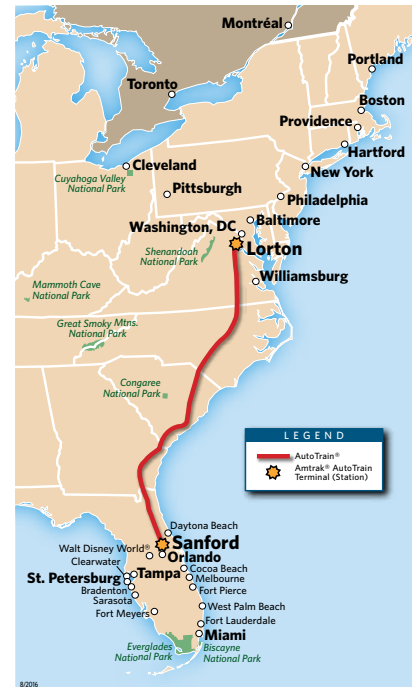 Montréal
Portland
Toronto
Boston
Providence
Hartford
Cleveland
New York
Cuyahoga Valley
National Park
Pittsburgh
Philadelphia
Baltimore
Washington, DC
Lorton
Shenandoah
National Park
Williamsburg
Mammoth Cave
National Park
Great Smoky Mtns.
National Park
Congaree
National Park
LEGEND
AutoTrain®
Amtrak® AutoTrain
Terminal (Station)
Daytona Beach
Sanford
Walt Disney World®
Orlando
Clearwater
Cocoa Beach
St. Petersburg
Tampa
Melbourne
Bradenton
Fort Pierce
Sarasota
Fort Meyers
West Palm Beach
Fort Lauderdale
Miami
Everglades
National Park
Biscayne
National Park
8/2016